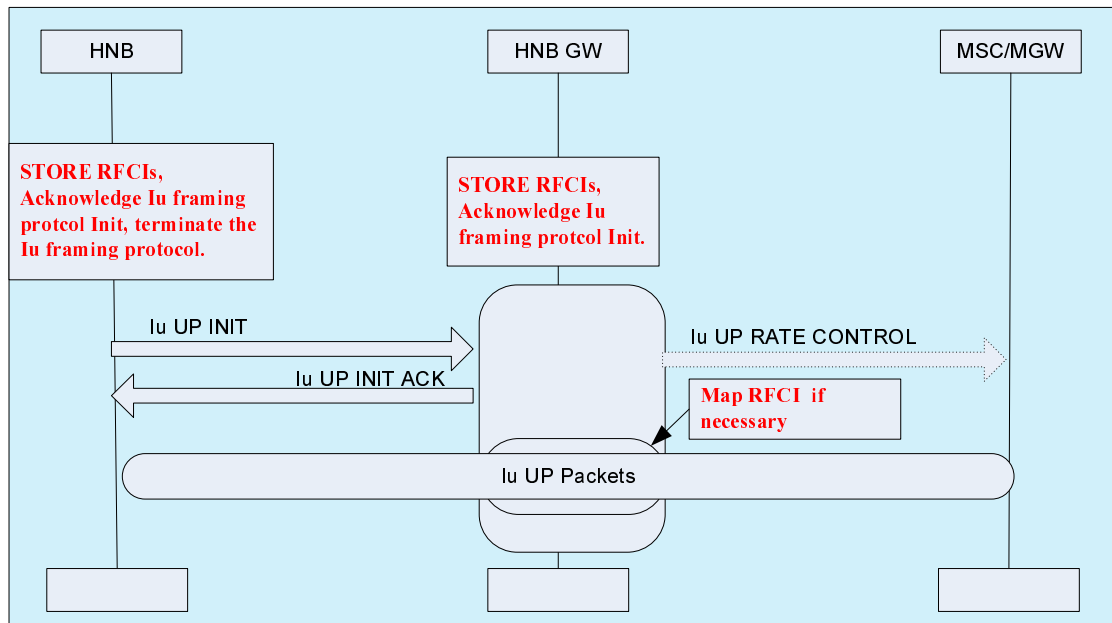 HNB
HNB GW
MSC/MGW
STORE RFCIs,
Acknowledge Iu framing
protcol Init, terminate the
Iu framing protocol.
STORE RFCIs,
Acknowledge Iu
framing protcol Init.
Iu UP INIT
Iu UP RATE CONTROL
Iu UP INIT ACK
Map RFCI if
necessary
Iu UP Packets